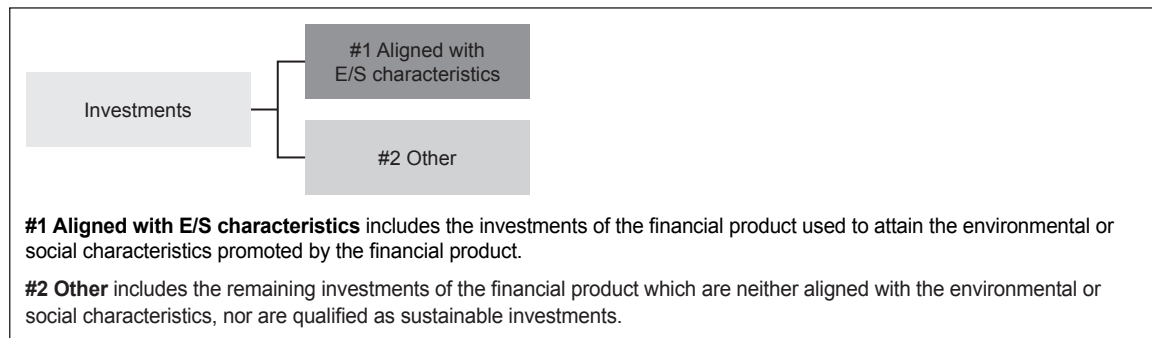 #1 Aligned with
E/S characteristics
Investments
#2 Other
#1 Aligned with E/S characteristics includes the investments of the financial product used to attain the environmental or
social characteristics promoted by the financial product.
#2 Other includes the remaining investments of the financial product which are neither aligned with the environmental or
social characteristics, nor are qualified as sustainable investments.